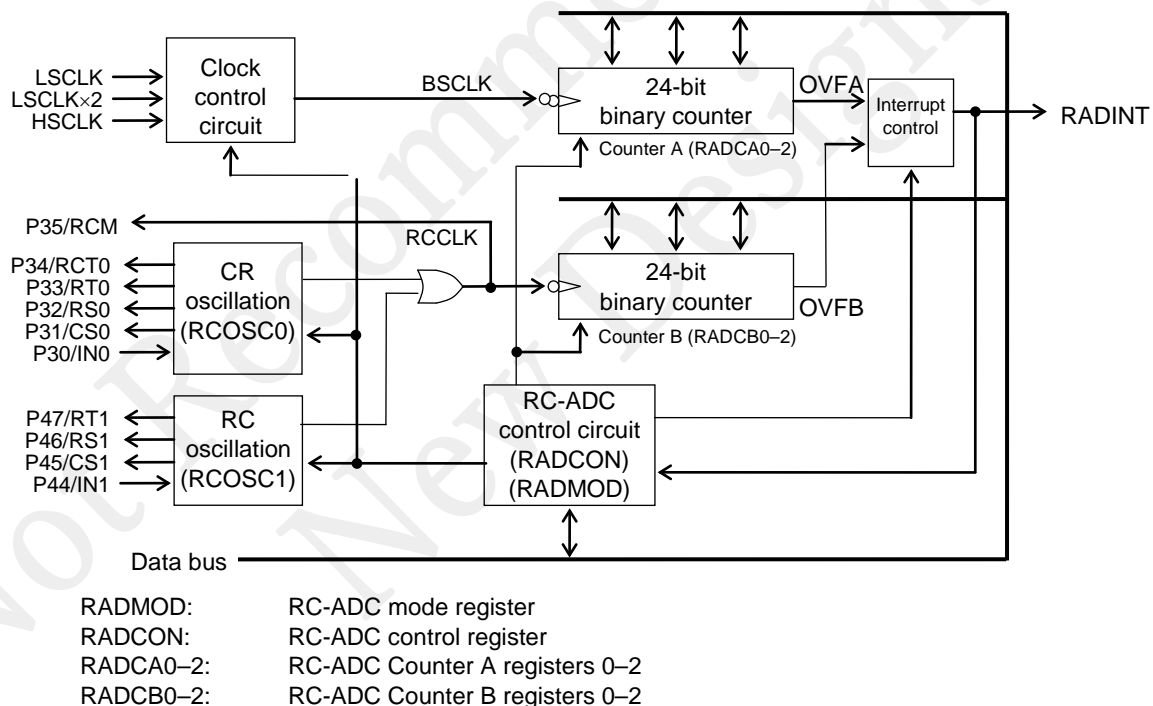 LSCLK
LSCLK×2
HSCLK
Clock
control
circuit
BSCLK
24-bit
binary counter
Counter A (RADCA0–2)
OVFA
Interrupt
control
RADINT
P35/RCM
RCCLK
P34/RCT0
P33/RT0
P32/RS0
P31/CS0
P30/IN0
CR
oscillation
(RCOSC0)
24-bit
binary counter
Counter B (RADCB0–2)
OVFB
P47/RT1
P46/RS1
P45/CS1
P44/IN1
RC
oscillation
(RCOSC1)
RC-ADC
control circuit
(RADCON)
(RADMOD)
Data bus
RADMOD: RC-ADC mode register
RADCON: RC-ADC control register
RADCA0–2: RC-ADC Counter A registers 0–2
RADCB0–2: RC-ADC Counter B registers 0–2